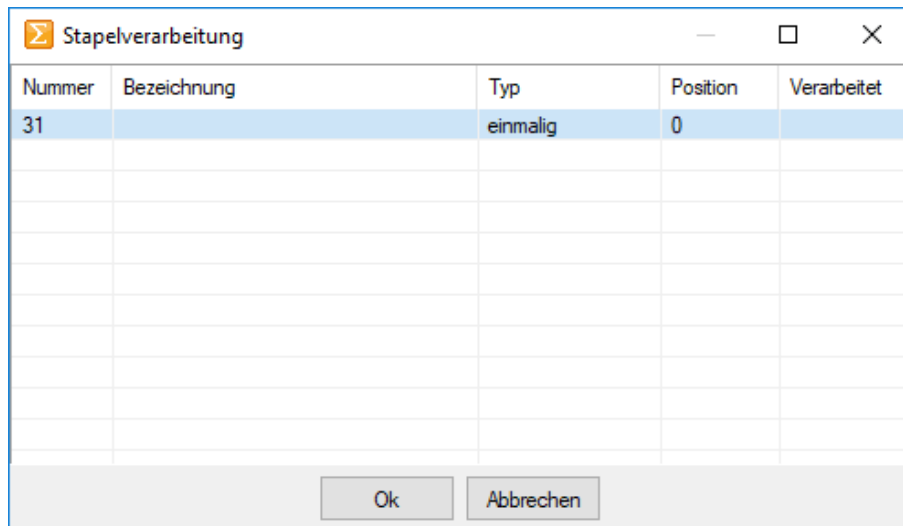 Stapelverarbeitung
Nummer Bezeichnung Typ Position Verarbeitet
31 einmalig 0
Ok Abbrechen